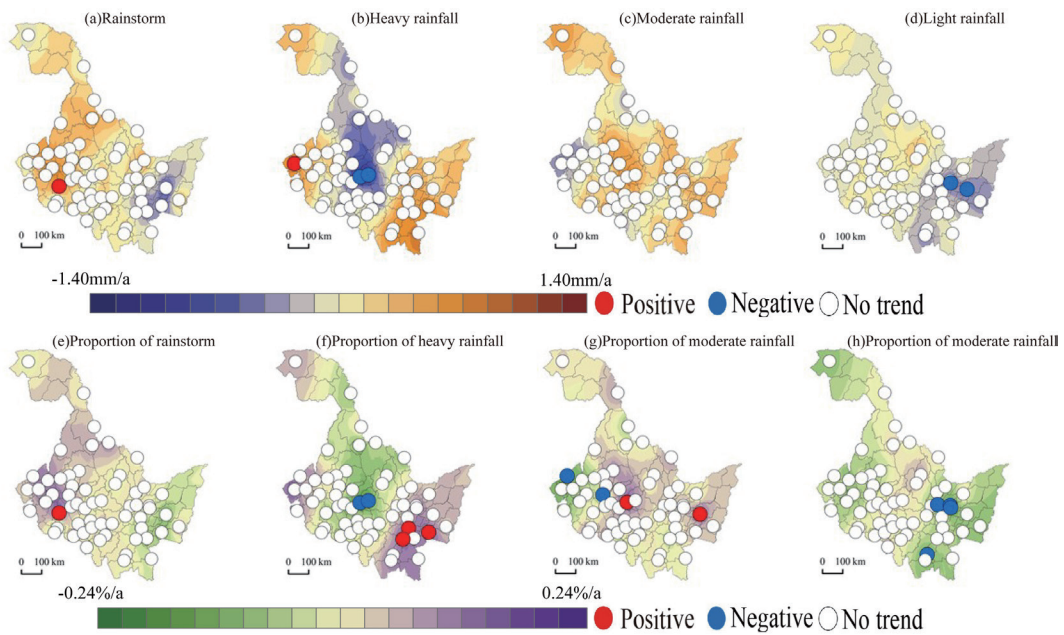 (a)Rainstorm
(b)Heavy rainfall
(c)Moderate rainfall
(d)Light rainfall
0 100 km
0 100 km
0 100 km
0 100 km
-1.40mm/a
1.40mm/a
Positive
Negative
No trend
(e)Proportion of rainstorm
(f)Proportion of heavy rainfall
(g)Proportion of moderate rainfall
(h)Proportion of moderate rainfall
0 100 km
0 100 km
0 100 km
0 100 km
-0.24%/a
0.24%/a
Positive
Negative
No trend